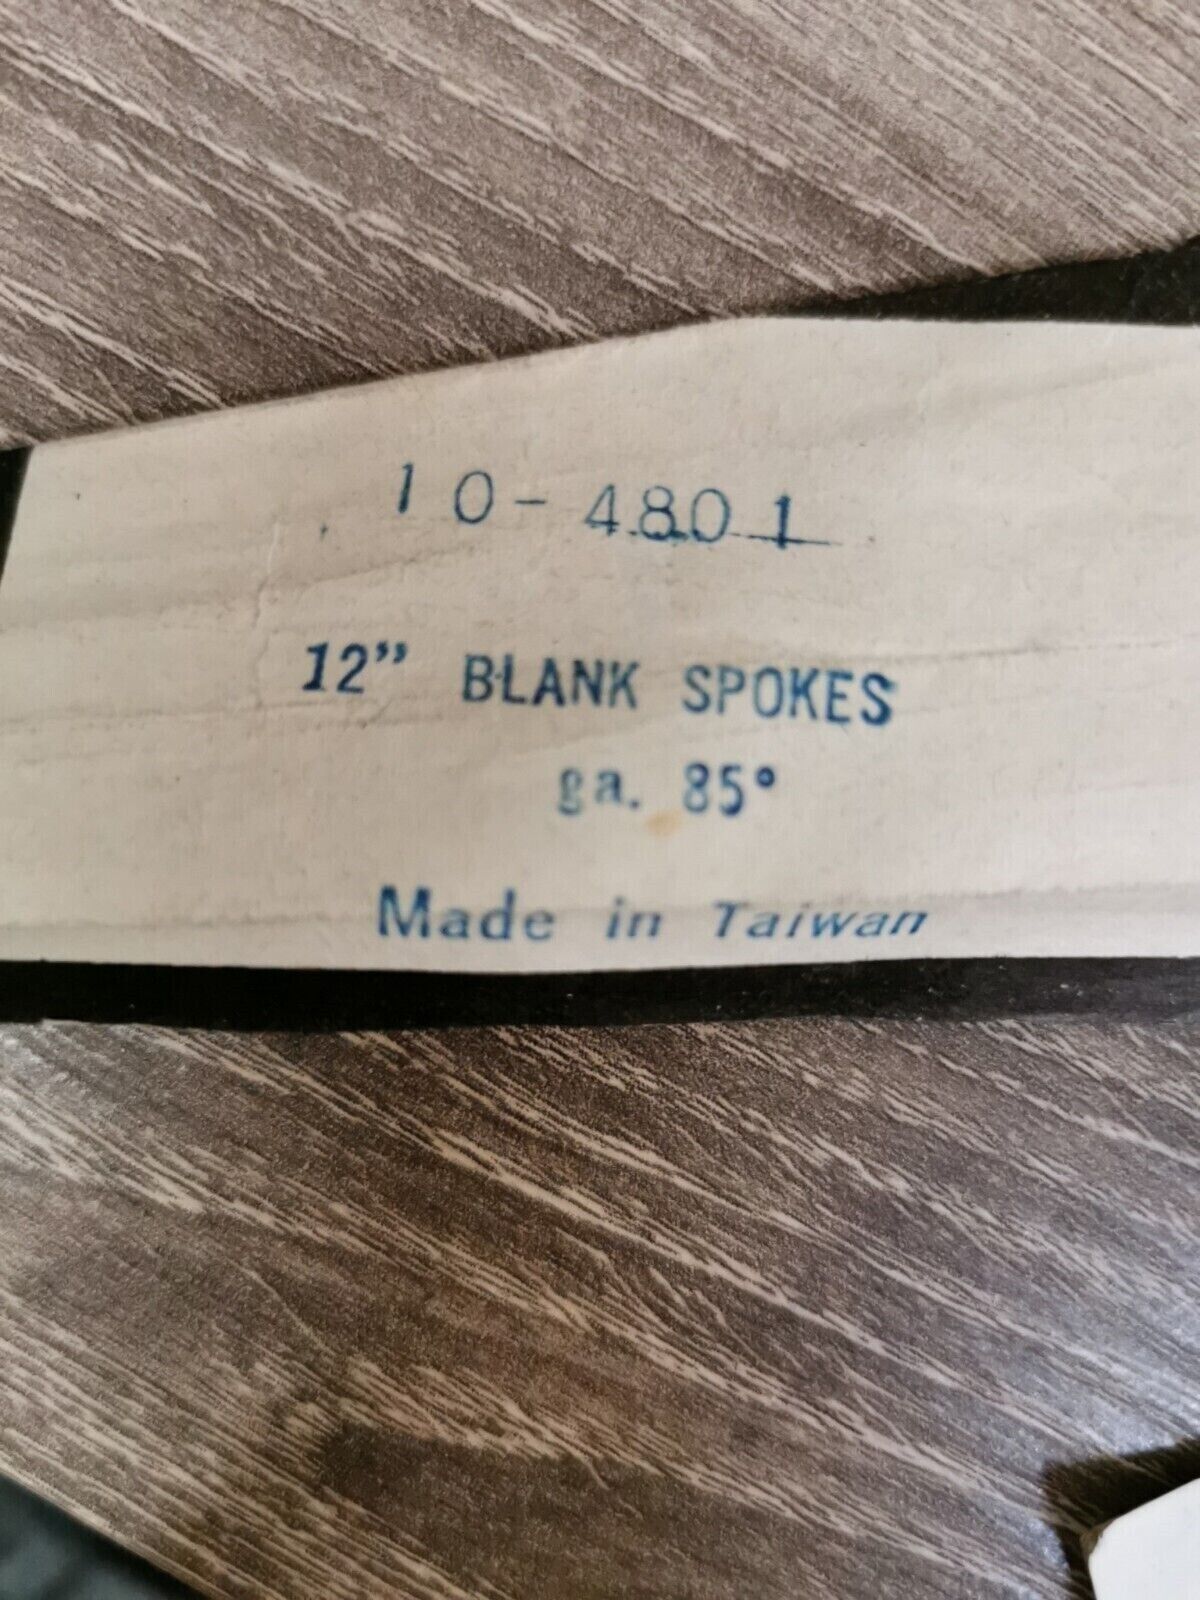 10-4801
12” BLANK SPOKES
ga. 85°
Made in Taiwan